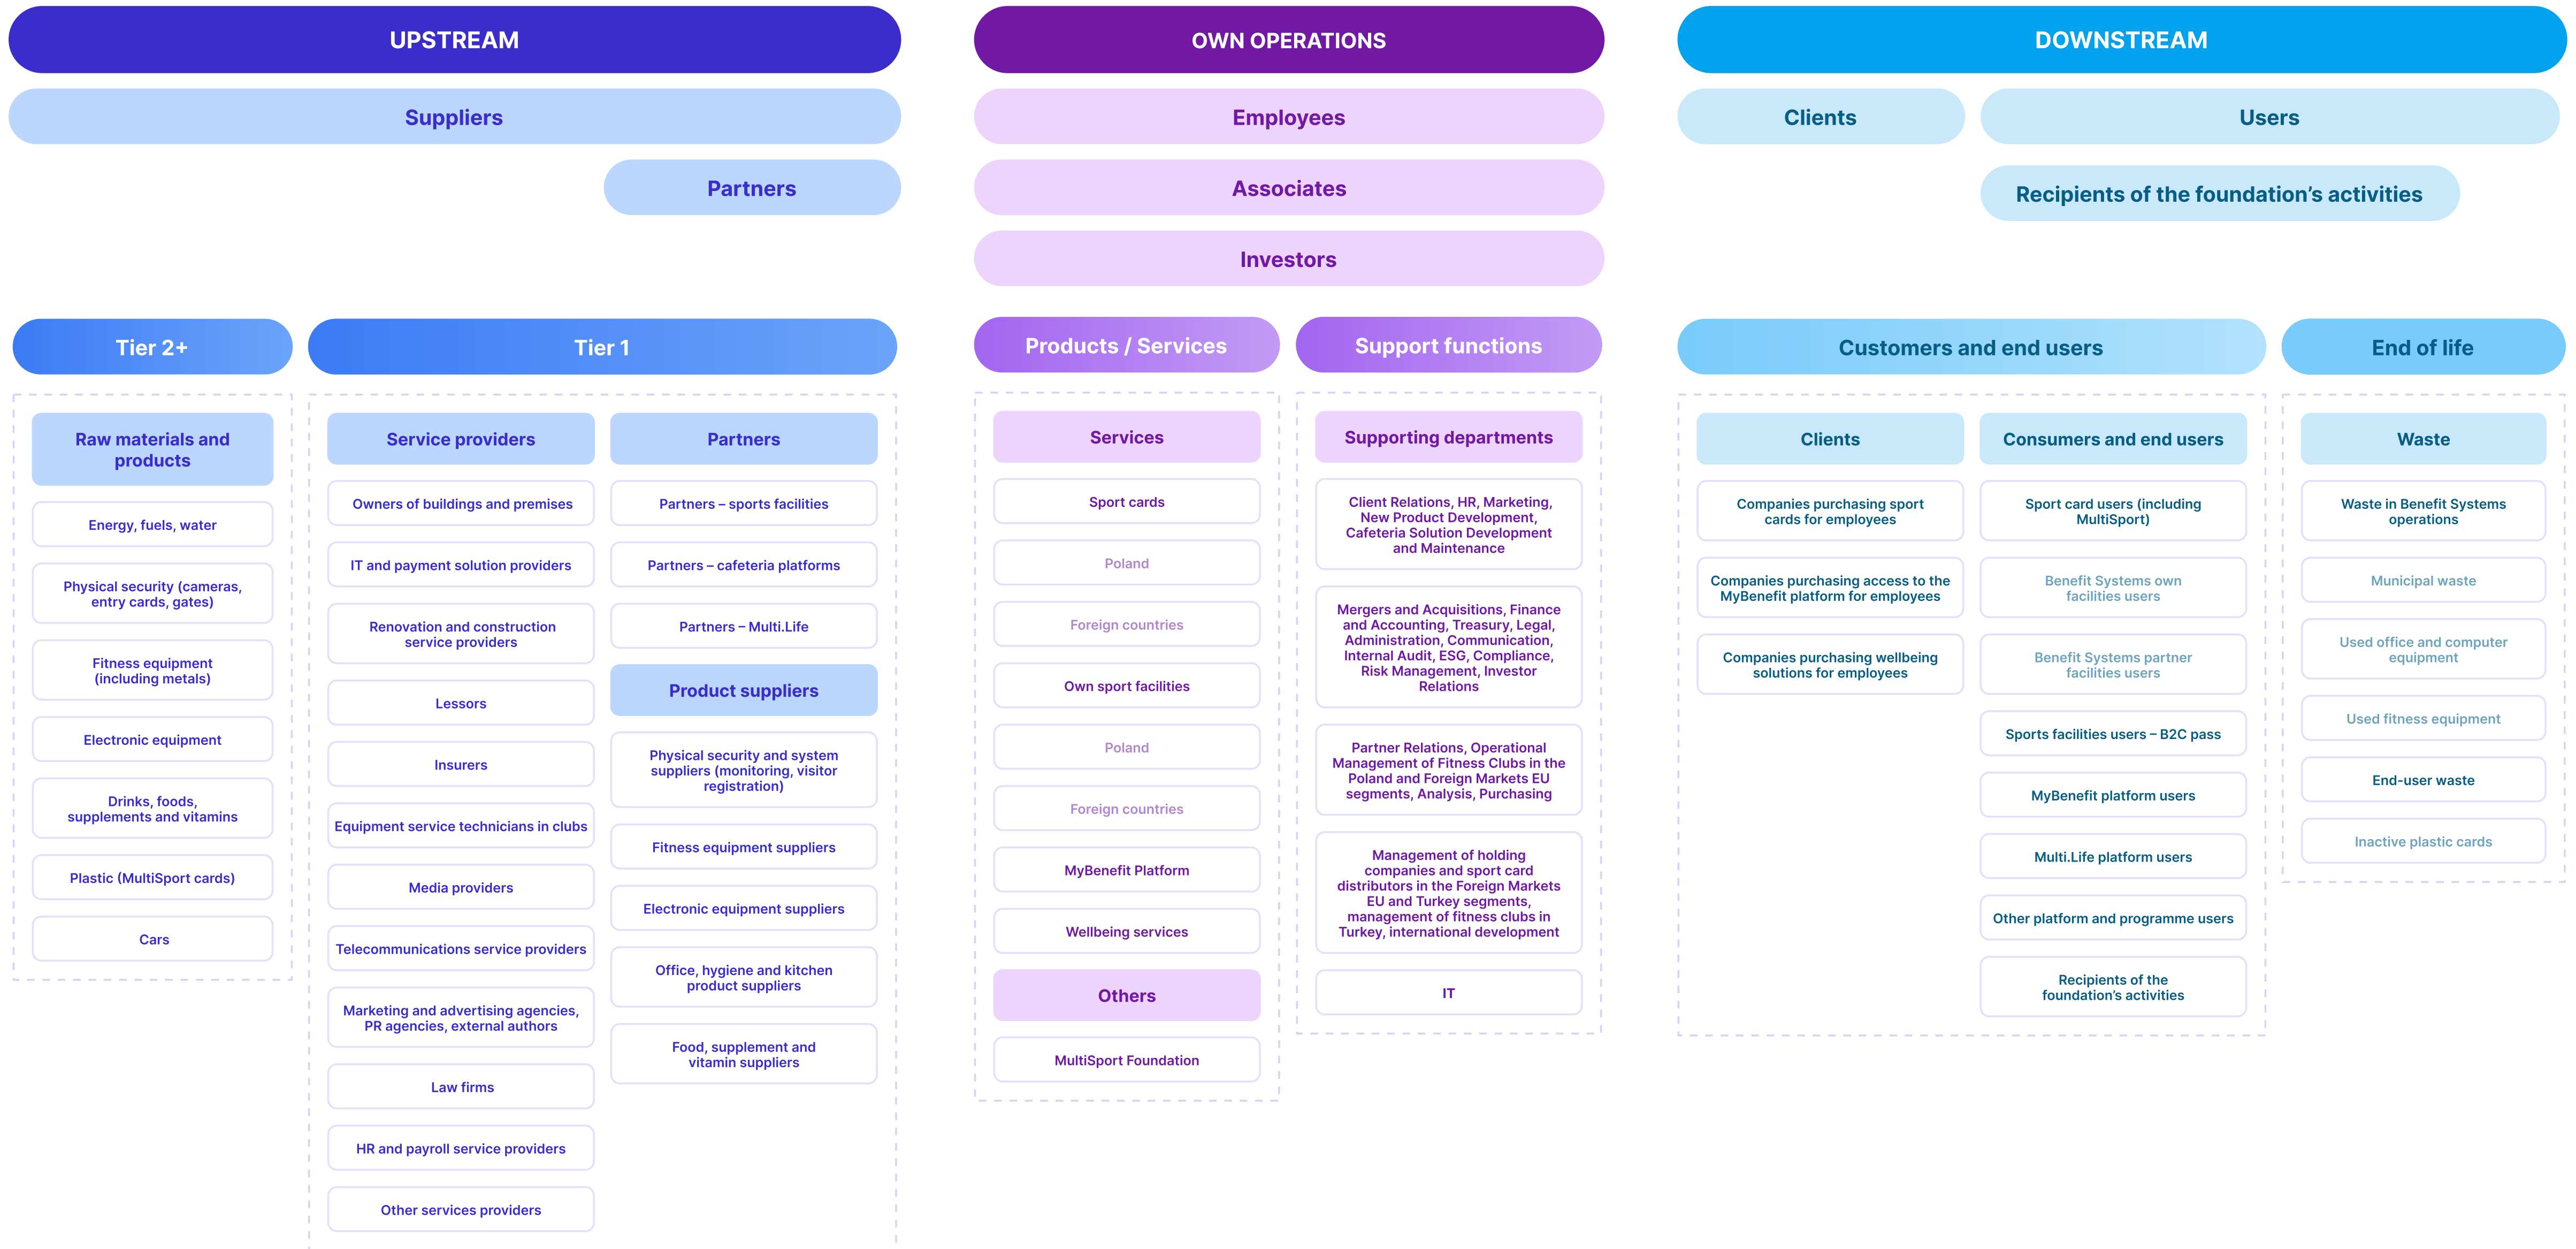 UPSTREAM
Suppliers
Partners
Tier 2+
Tier 1
Raw materials and
products
Energy, fuels, water
Physical security (cameras,
entry cards, gates)
Fitness equipment
(including metals)
Electronic equipment
Drinks, foods,
supplements and vitamins
Plastic (MultiSport cards)
Cars
Service providers
Owners of buildings and premises
IT and payment solution providers
Renovation and construction
service providers
Lessors
Insurers
Equipment service technicians in clubs
Media providers
Telecommunications service providers
Marketing and advertising agencies,
PR agencies, external authors
Law firms
HR and payroll service providers
Other services providers
Partners
Partners – sports facilities
Partners – cafeteria platforms
Partners – Multi.Life
Product suppliers
Physical security and system
suppliers (monitoring, visitor
registration)
Fitness equipment suppliers
Electronic equipment suppliers
Office, hygiene and kitchen
product suppliers
Food, supplement and
vitamin suppliers
OWN OPERATIONS
Employees
Associates
Investors
Products / Services
Support functions
Services
Sport cards
Poland
Foreign countries
Own sport facilities
Poland
Foreign countries
MyBenefit Platform
Wellbeing services
Others
MultiSport Foundation
Supporting departments
Client Relations, HR, Marketing,
New Product Development,
Cafeteria Solution Development
and Maintenance
Mergers and Acquisitions, Finance
and Accounting, Treasury, Legal,
Administration, Communication,
Internal Audit, ESG, Compliance,
Risk Management, Investor
Relations
Partner Relations, Operational
Management of Fitness Clubs in the
Poland and Foreign Markets EU
segments, Analysis, Purchasing
Management of holding
companies and sport card
distributors in the Foreign Markets
EU and Turkey segments,
management of fitness clubs in
Turkey, international development
IT
DOWNSTREAM
Clients
Users
Recipients of the foundation’s activities
Customers and end users
End of life
Clients
Companies purchasing sport
cards for employees
Companies purchasing access to the
MyBenefit platform for employees
Companies purchasing wellbeing
solutions for employees
Consumers and end users
Sport card users (including
MultiSport)
Benefit Systems own
facilities users
Benefit Systems partner
facilities users
Sports facilities users – B2C pass
MyBenefit platform users
Multi.Life platform users
Other platform and programme users
Recipients of the
foundation’s activities
Waste
Waste in Benefit Systems
operations
Municipal waste
Used office and computer
equipment
Used fitness equipment
End-user waste
Inactive plastic cards